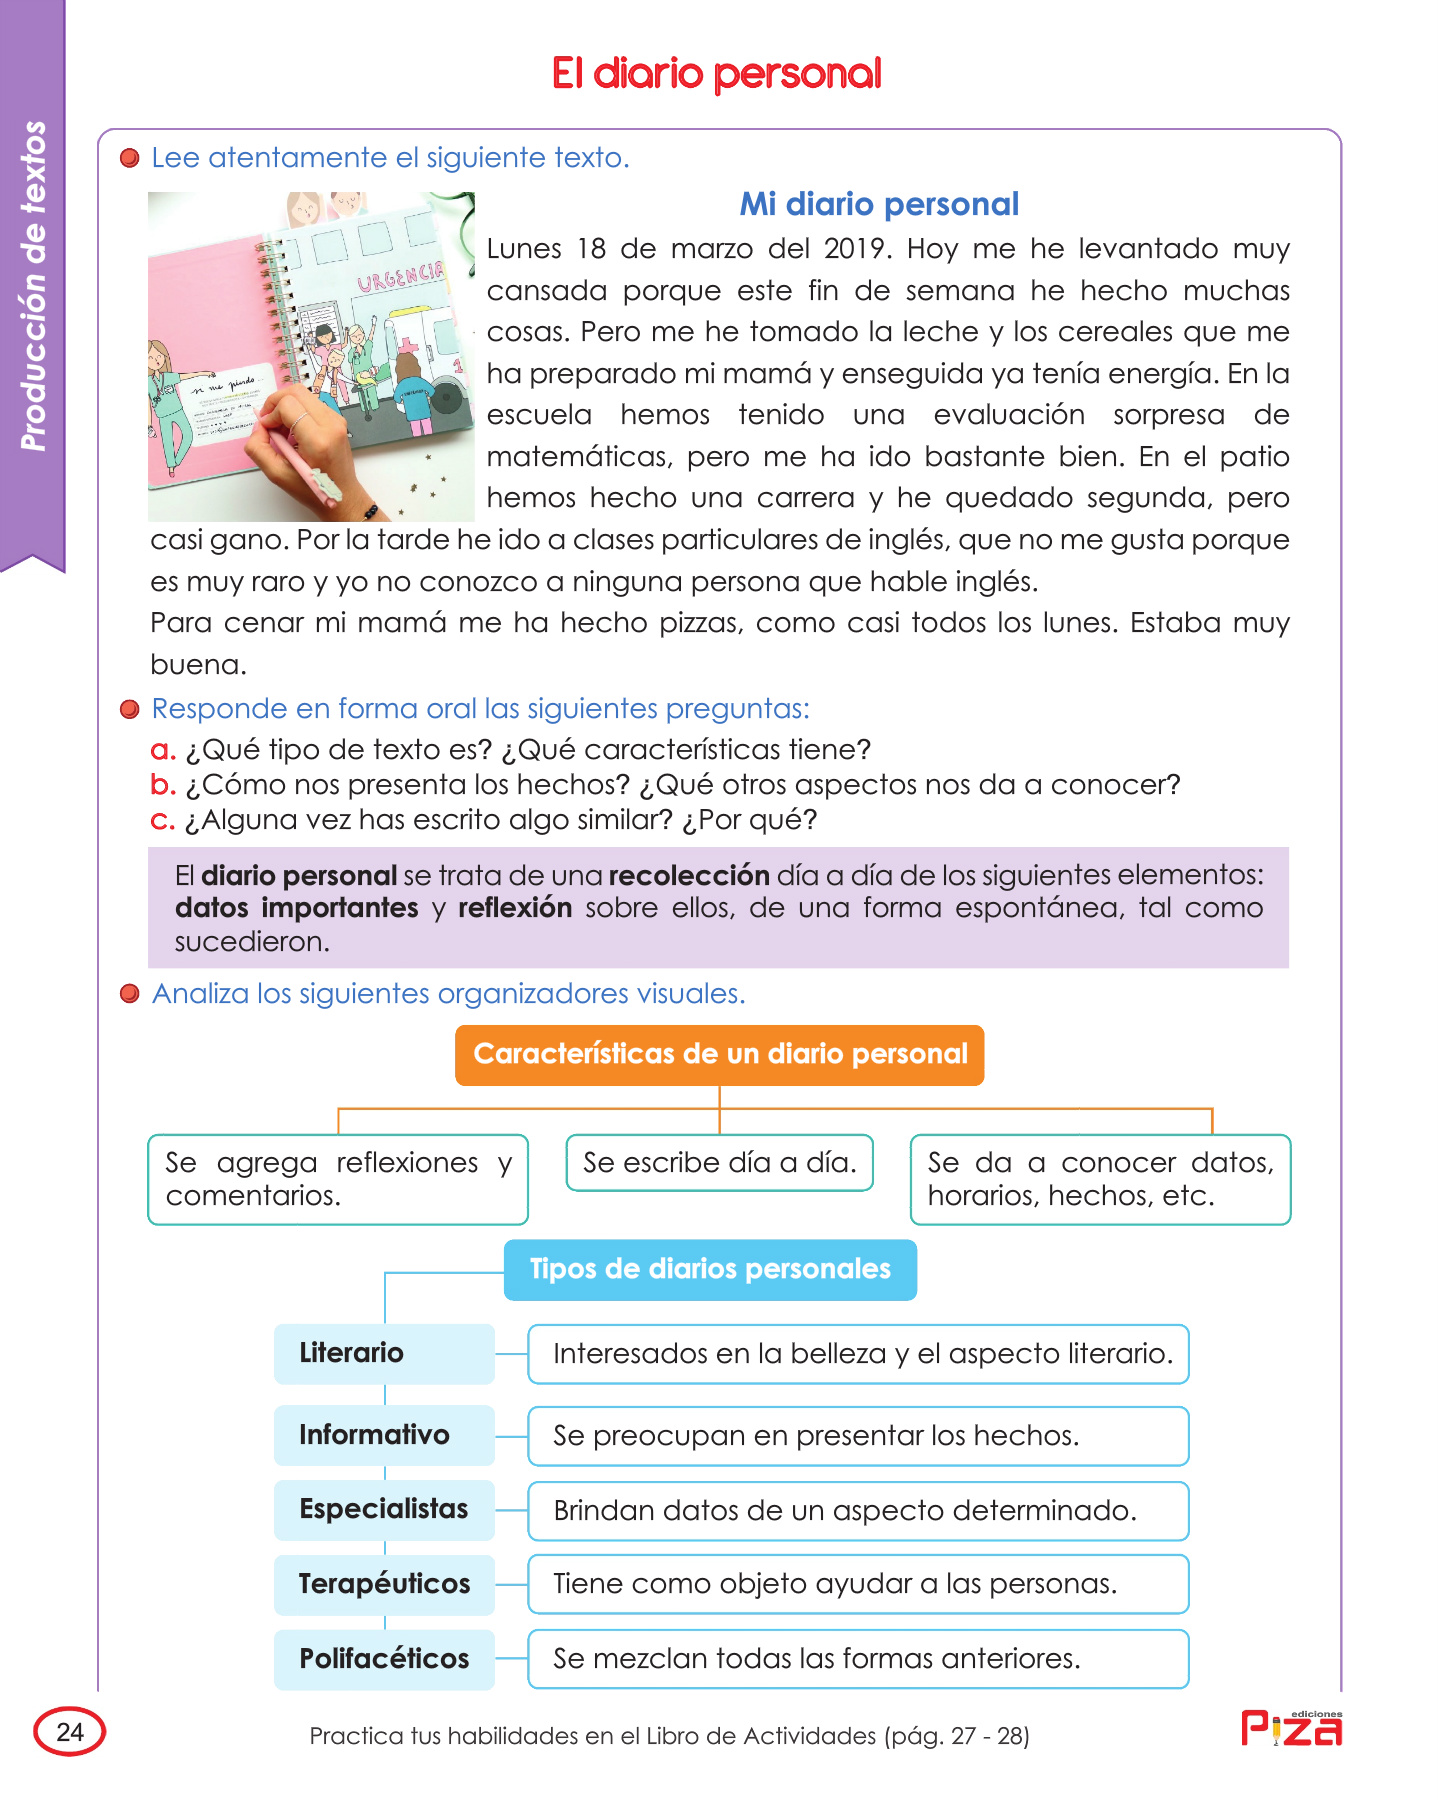 El diario personal
Producción de textos
Lee atentamente el siguiente texto.
Mi diario personal
URGENCIA
si me pierdo...
Lunes 18 de marzo del 2019. Hoy me he levantado muy
cansada porque este fin de semana he hecho muchas
cosas. Pero me he tomado la leche y los cereales que me
ha preparado mi mamá y enseguida ya tenía energía. En la
escuela hemos tenido una evaluación sorpresa de
matemáticas, pero me ha ido bastante bien. En el patio
hemos hecho una carrera y he quedado segunda, pero
casi gano. Por la tarde he ido a clases particulares de inglés, que no me gusta porque
es muy raro y yo no conozco a ninguna persona que hable inglés.
Para cenar mi mamá me ha hecho pizzas, como casi todos los lunes. Estaba muy
buena.
Responde en forma oral las siguientes preguntas:
a. ¿Qué tipo de texto es? ¿Qué características tiene?
b. ¿Cómo nos presenta los hechos? ¿Qué otros aspectos nos da a conocer?
c. ¿Alguna vez has escrito algo similar? ¿Por qué?
El diario personal se trata de una recolección día a día de los siguientes elementos:
datos importantes y reflexión sobre ellos, de una forma espontánea, tal como
sucedieron.
Analiza los siguientes organizadores visuales.
Características de un diario personal
Se agrega reflexiones y
comentarios.
Se escribe día a día.
Se da a conocer datos,
horarios, hechos, etc.
Tipos de diarios personales
Literario
Interesados en la belleza y el aspecto literario.
Informativo
Se preocupan en presentar los hechos.
Especialistas
Brindan datos de un aspecto determinado.
Terapéuticos
Tiene como objeto ayudar a las personas.
Polifacéticos
Se mezclan todas las formas anteriores.
24
Practica tus habilidades en el Libro de Actividades (pág. 27 - 28)
ediciones
Piza